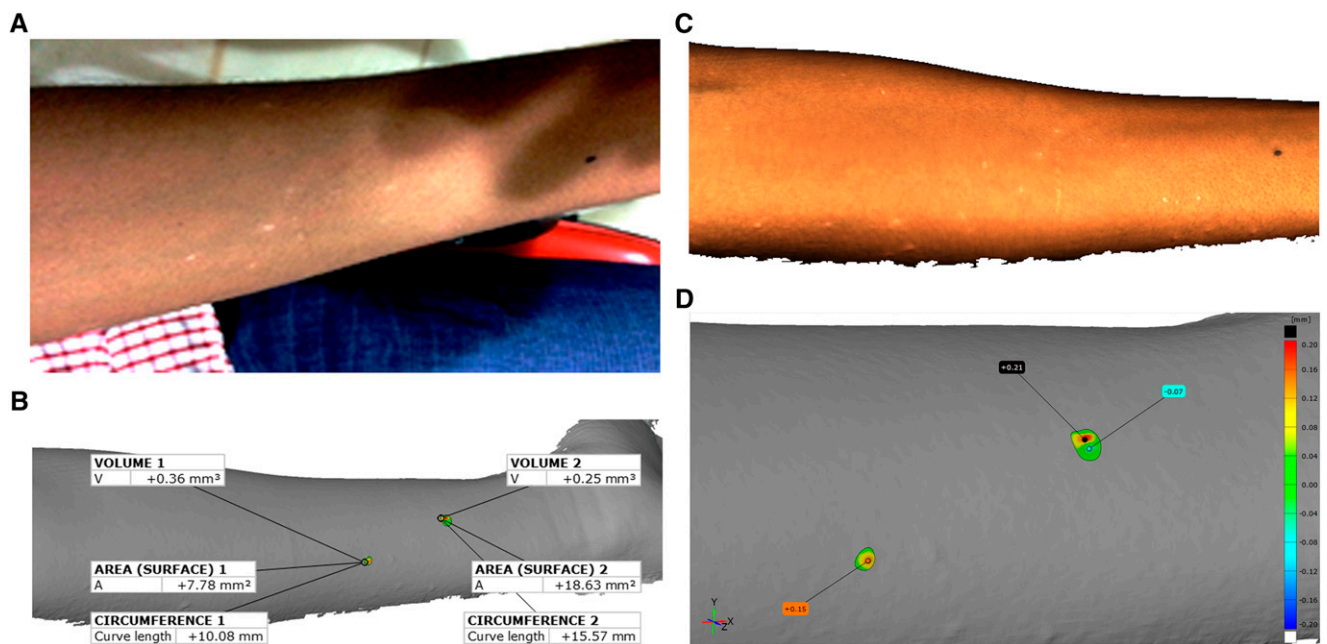 A
C
B
VOLUME 1
V +0.36 mm³
VOLUME 2
V +0.25 mm³
AREA (SURFACE) 1
A +7.78 mm²
AREA (SURFACE) 2
A +18.63 mm²
CIRCUMFERENCE 1
Curve length +10.08 mm
CIRCUMFERENCE 2
Curve length +15.57 mm
D
[mm]
0.20
0.16
0.12
0.08
0.04
0.00
-0.04
-0.08
-0.12
-0.16
-0.20
+0.21
-0.07
+0.15
Y
X
Z